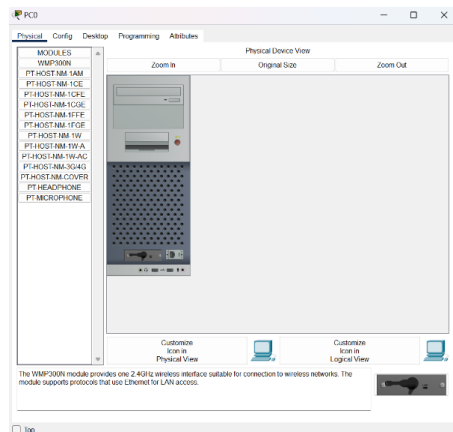 PC0
Physical Config Desktop Programming Attributes
MODULES
WMP300N
PT-HOST-NM-1AM
PT-HOST-NM-1CE
PT-HOST-NM-1CFE
PT-HOST-NM-1CGE
PT-HOST-NM-1FFE
PT-HOST-NM-1FGE
PT-HOST-NM-1W
PT-HOST-NM-1W-A
PT-HOST-NM-1W-AC
PT-HOST-NM-3G/4G
PT-HOST-NM-COVER
PT-HEADPHONE
PT-MICROPHONE
Physical Device View
Zoom In Original Size Zoom Out
Customize
Icon in
Physical View
Customize
Icon in
Logical View
The WMP300N module provides one 2.4GHz wireless interface suitable for connection to wireless networks. The
module supports protocols that use Ethernet for LAN access.
Top